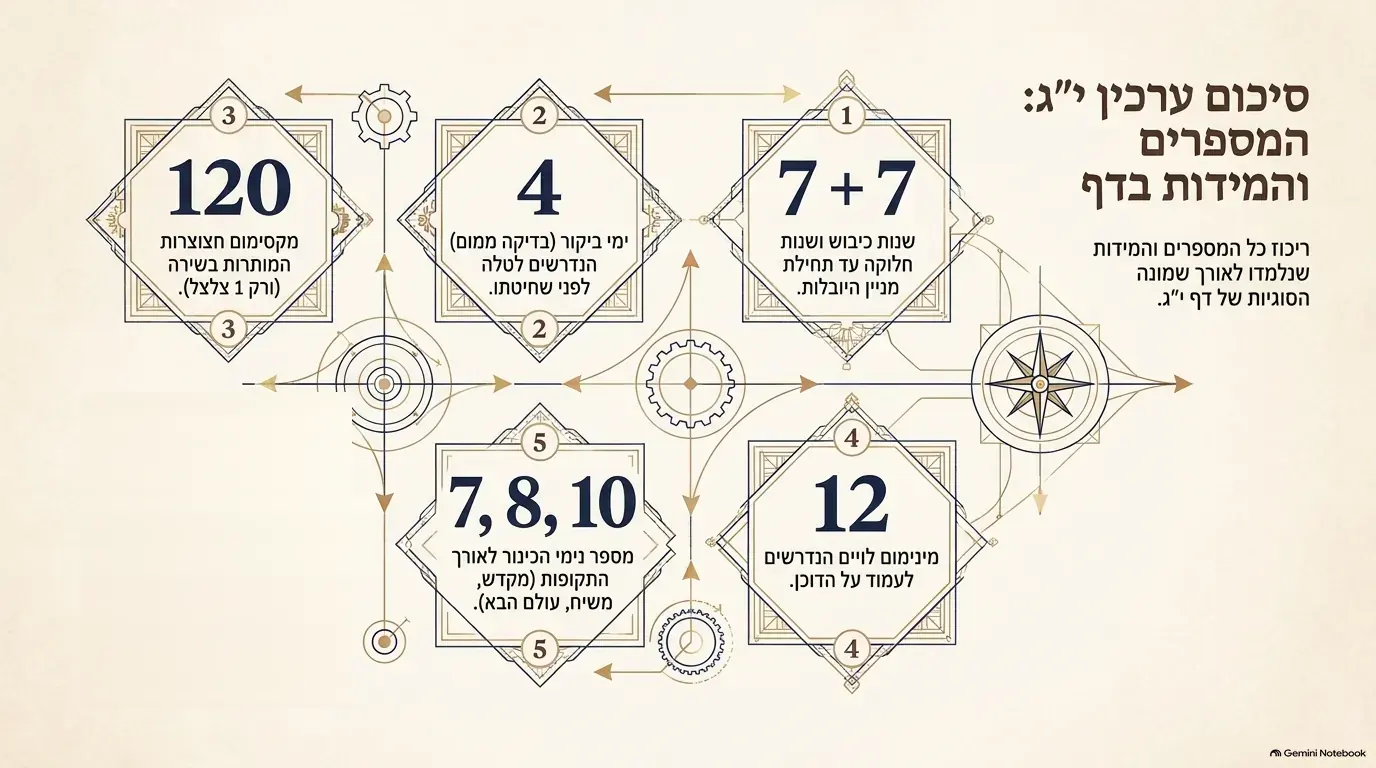 סיכום ערכין י״ג:
המספרים
והמידות בדף
ריכוז כל המספרים והמידות
שנלמדו לאורך שמונה
הסוגיות של דף י״ג.
1
7 + 7
שנות כיבוש ושנות
חלוקה עד תחילת
מניין היובלות.
2
4
ימי ביקור (בדיקה ממום)
הנדרשים לטלה
לפני שחיטתו.
2
3
120
מקסימום חצוצרות
המותרות בשירה
(ורק 1 צלצל).
3
4
12
מינימום לויים הנדרשים
לעמוד על הדוכן.
4
5
7, 8, 10
מספר נימי הכינור לאורך
התקופות (מקדש,
משיח, עולם הבא).
5
Gemini Notebook